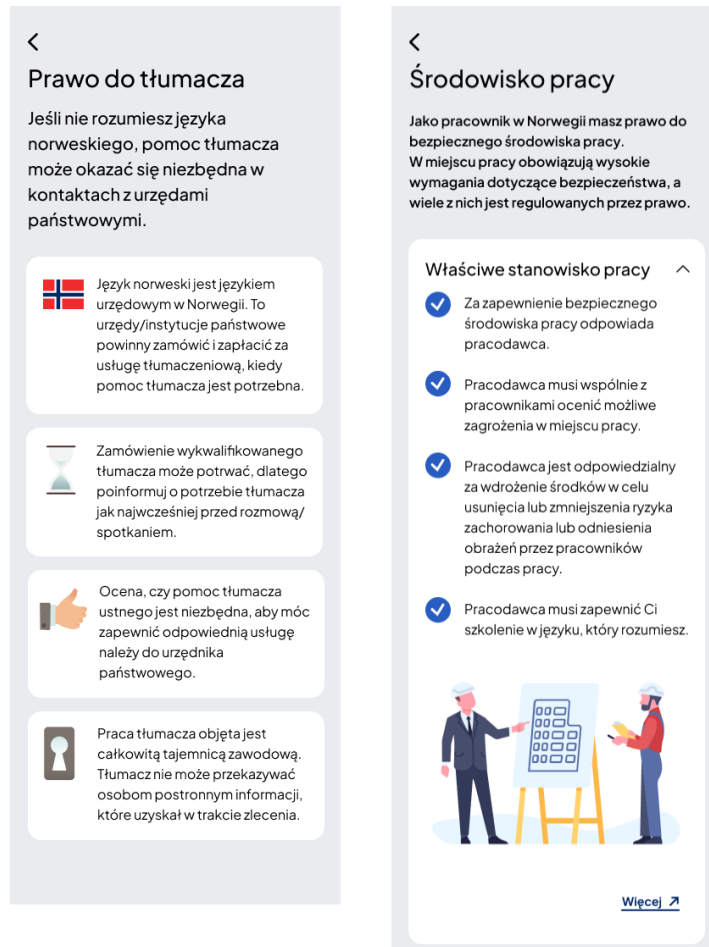 Prawo do tłumacza
Jeśli nie rozumiesz języka
norweskiego, pomoc tłumacza
może okazać się niezbędna w
kontaktach z urzędami
państwowymi.
Język norweski jest językiem
urzędowym w Norwegii. To
urzędy/instytucje państwowe
powinny zamówić i zapłacić za
usługę tłumaczeniową, kiedy
pomoc tłumacza jest potrzebna.
Zamówienie wykwalifikowanego
tłumacza może potrwać, dlatego
poinformuj o potrzebie tłumacza
jak najwcześniej przed rozmową/
spotkaniem.
Ocena, czy pomoc tłumacza
ustnego jest niezbędna, aby móc
zapewnić odpowiednią usługę
należy do urzędnika
państwowego.
Praca tłumacza objęta jest
całkowitą tajemnicą zawodową.
Tłumacz nie może przekazywać
osobom postronnym informacji,
które uzyskał w trakcie zlecenia.
Środowisko pracy
Jako pracownik w Norwegii masz prawo do
bezpiecznego środowiska pracy.
W miejscu pracy obowiązują wysokie
wymagania dotyczące bezpieczeństwa, a
wiele z nich jest regulowanych przez prawo.
Właściwe stanowisko pracy
Za zapewnienie bezpiecznego
środowiska pracy odpowiada
pracodawca.
Pracodawca musi wspólnie z
pracownikami ocenić możliwe
zagrożenia w miejscu pracy.
Pracodawca jest odpowiedzialny
za wdrożenie środków w celu
usunięcia lub zmniejszenia ryzyka
zachorowania lub odniesienia
obrażeń przez pracowników
podczas pracy.
Pracodawca musi zapewnić Ci
szkolenie w języku, który rozumiesz.
Więcej